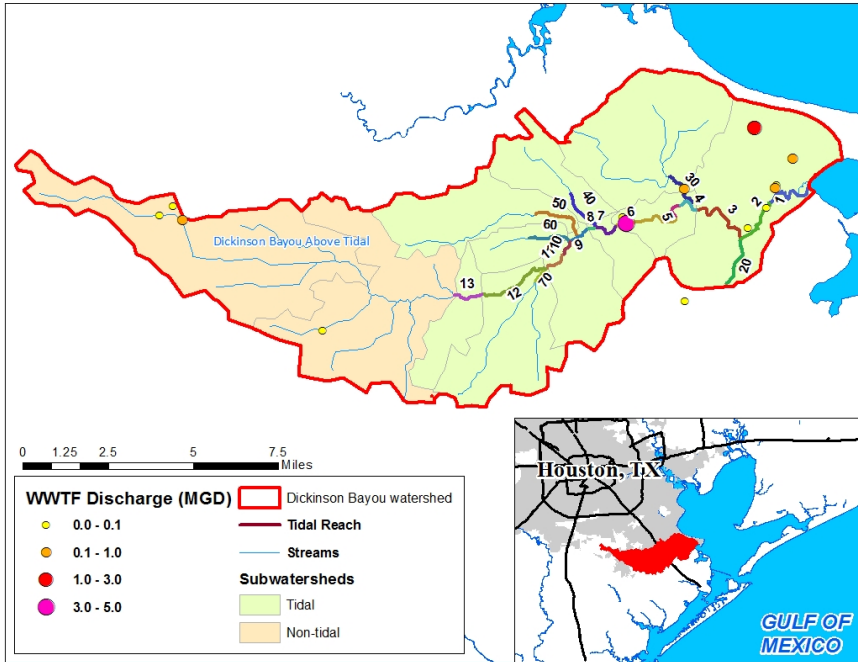 30
40
50
60
8
7
6
5
4
3
2
1
9
10
11
70
12
13
20
Dickinson Bayou Above Tidal
0 1.25 2.5 5 7.5
Miles
WWTF Discharge (MGD)
0.0 - 0.1
0.1 - 1.0
1.0 - 3.0
3.0 - 5.0
Dickinson Bayou watershed
Tidal Reach
Streams
Subwatersheds
Tidal
Non-tidal
Houston, TX
GULF OF
MEXICO